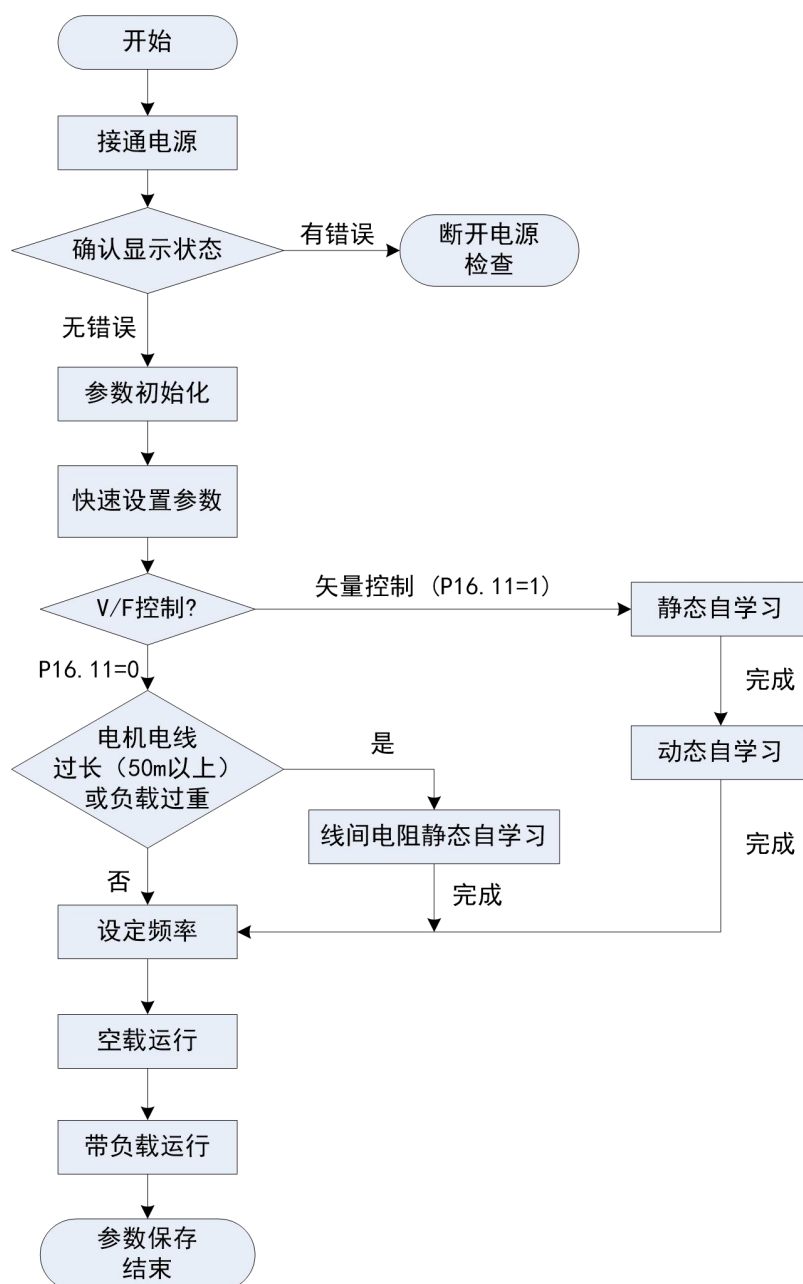 开始
接通电源
确认显示状态
有错误
断开电源
检查
无错误
参数初始化
快速设置参数
V/F控制?
矢量控制 (P16.11=1)
静态自学习
P16.11=0
完成
电机电线
过长（50m以上）
或负载过重
是
动态自学习
线间电阻静态自学习
完成
否
完成
设定频率
空载运行
带负载运行
参数保存
结束